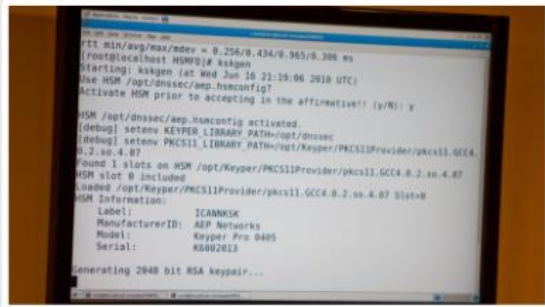 rtt min/avg/max/mdev = 0.256/0.434/0.965/0.306 ms
[root@localhost HSMFD]# kskgen
Starting: kskgen (at Wed Jun 16 21:19:06 2010 UTC)
Use HSM /opt/dnssec/aep.hsmconfig?
Activate HSM prior to accepting in the affirmative!! (y/N): y
HSM /opt/dnssec/aep.hsmconfig activated.
[debug] setenv KEYPER_LIBRARY_PATH=/opt/dnssec
[debug] setenv PKCS11_LIBRARY_PATH=/opt/Keyper/PKCS11Provider/pkcs11.GCC4.
0.2.so.4.07
Found 1 slots on HSM /opt/Keyper/PKCS11Provider/pkcs11.GCC4.0.2.so.4.07
HSM slot 0 included
Loaded /opt/Keyper/PKCS11Provider/pkcs11.GCC4.0.2.so.4.07 Slot=0
HSM Information:
Label: ICANNKSK
ManufacturerID: AEP Networks
Model: Keyper Pro 0405
Serial: K6002013
Generating 2048 bit RSA keypair...